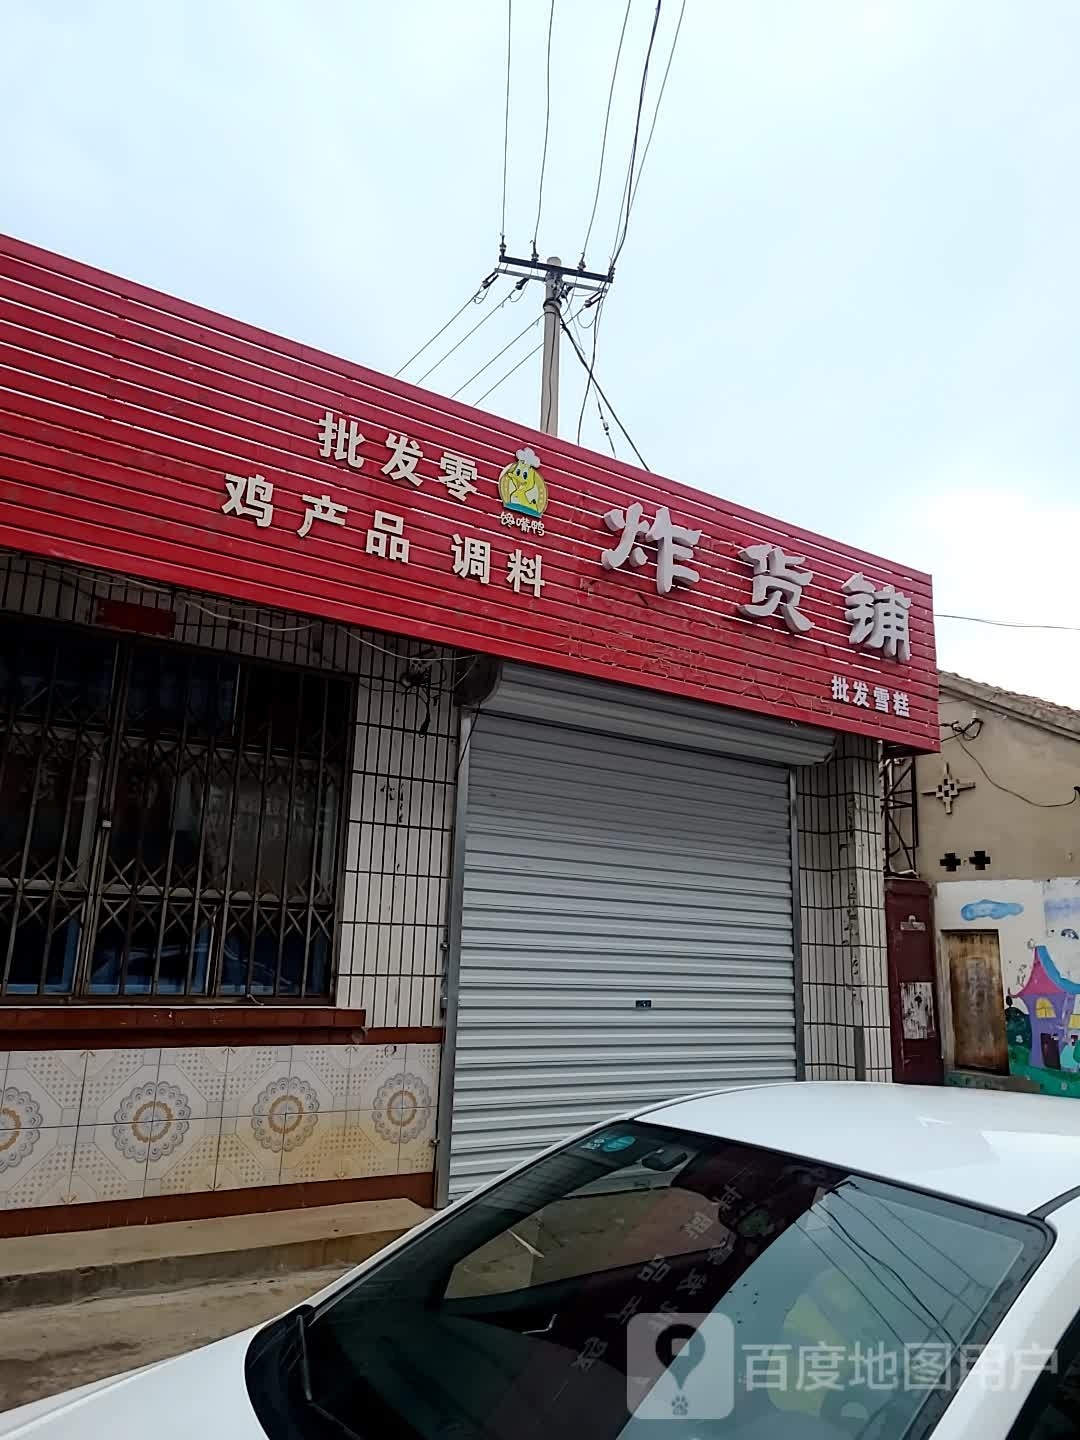 批发零
馋嘴鸭
鸡产品 调料
炸货铺
批发雪糕
百度地图用户